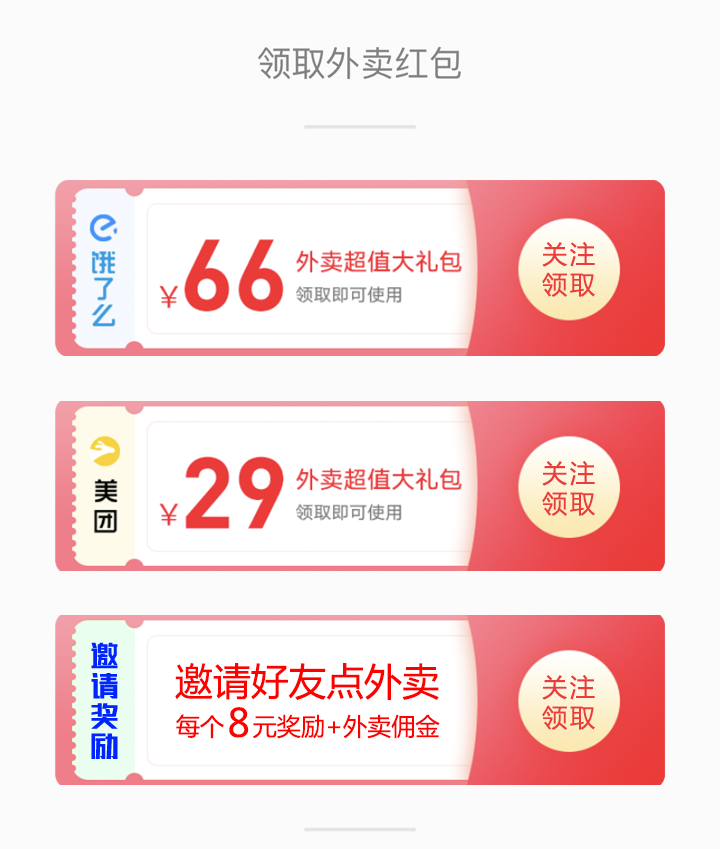 领取外卖红包
饿了么
¥66
外卖超值大礼包
领取即可使用
关注
领取
美团
¥29
外卖超值大礼包
领取即可使用
关注
领取
邀请奖励
邀请好友点外卖
每个8元奖励+外卖佣金
关注
领取